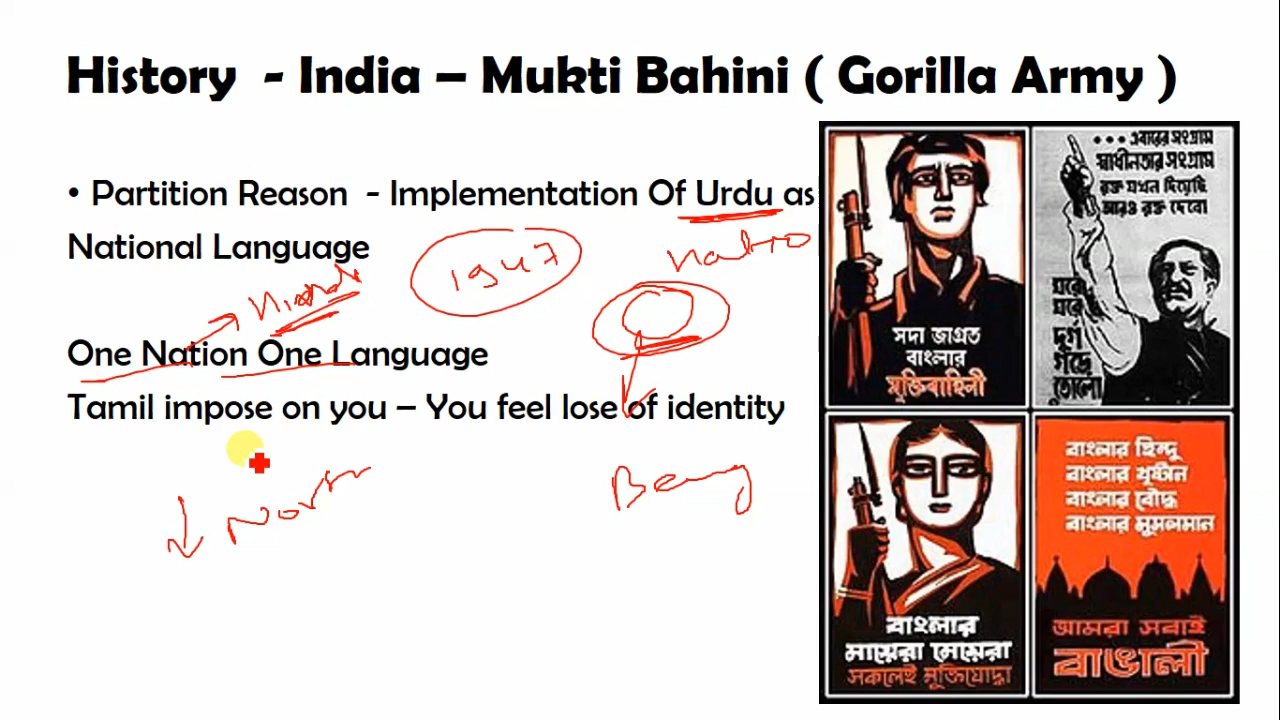 History - India – Mukti Bahini ( Gorilla Army )
• Partition Reason - Implementation Of Urdu as
National Language
1947
One Nation One Language
Tamil impose on you – You feel lose of identity
সদা জাগ্রত
বাংলার
মুক্তিবাহিনী
••• এবারের সংগ্রাম
স্বাধীনতার সংগ্রাম
রক্ত যখন দিয়েছি
আরও রক্ত দেবো
ঘরে
ঘরে
দুর্গ
গড়ে
তোলো
বাংলার
মায়েরা মেয়েরা
সকলেই মুক্তিযোদ্ধা
বাংলার হিন্দু
বাংলার খৃষ্টান
বাংলার বৌদ্ধ
বাংলার মুসলমান
আমরা সবাই
বাঙালী